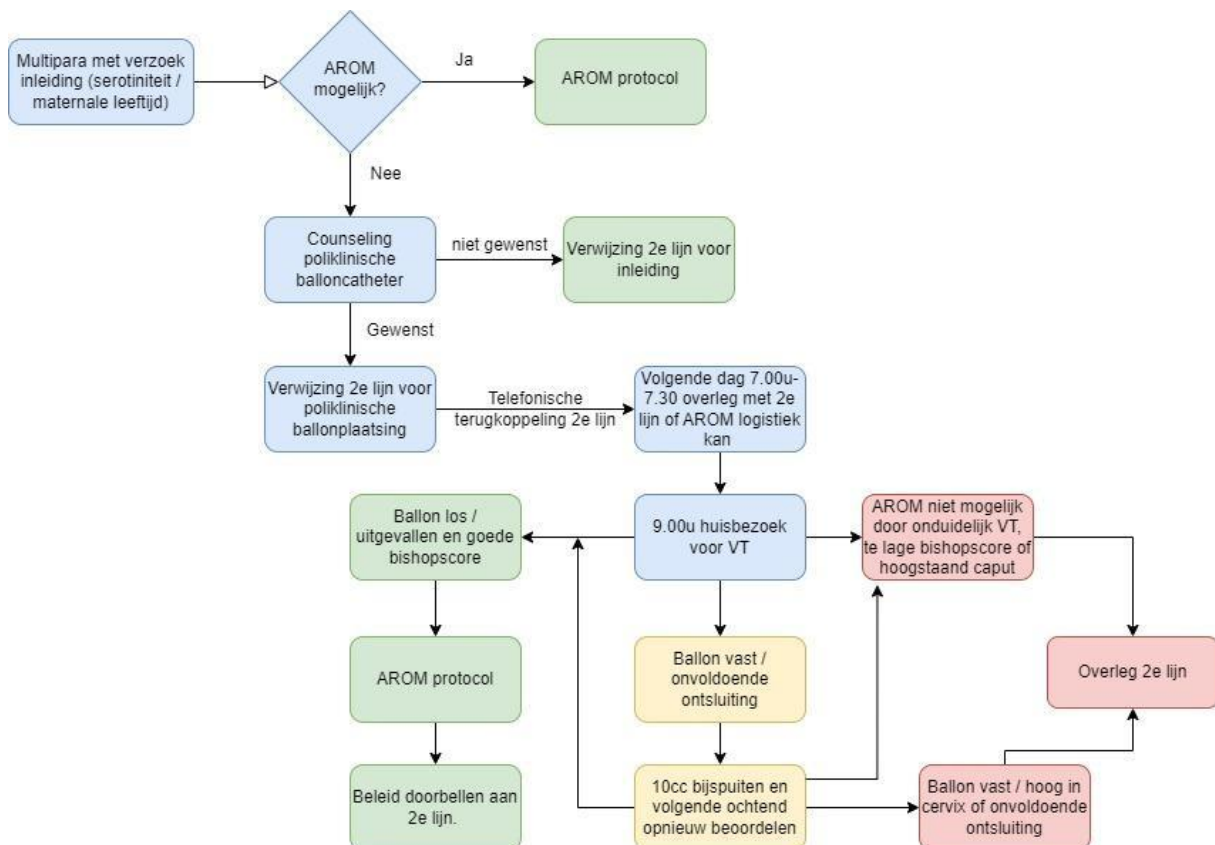 Multipara met verzoek
inleiding (serotiniteit /
maternale leeftijd)
AROM
mogelijk?
Ja
AROM protocol
Nee
Counseling
poliklinische
balloncatheter
niet gewenst
Verwijzing 2e lijn voor
inleiding
Gewenst
Verwijzing 2e lijn voor
poliklinische
ballonplaatsing
Telefonische
terugkoppeling 2e lijn
Volgende dag 7.00u-
7.30 overleg met 2e
lijn of AROM logistiek
kan
Ballon los /
uitgevallen en goede
bishopscore
9.00u huisbezoek
voor VT
AROM niet mogelijk
door onduidelijk VT,
te lage bishopscore of
hoogstaand caput
AROM protocol
Ballon vast /
onvoldoende
ontsluiting
Overleg 2e lijn
Beleid doorbellen aan
2e lijn.
10cc bijspuiten en
volgende ochtend
opnieuw beoordelen
Ballon vast / hoog in
cervix of onvoldoende
ontsluiting